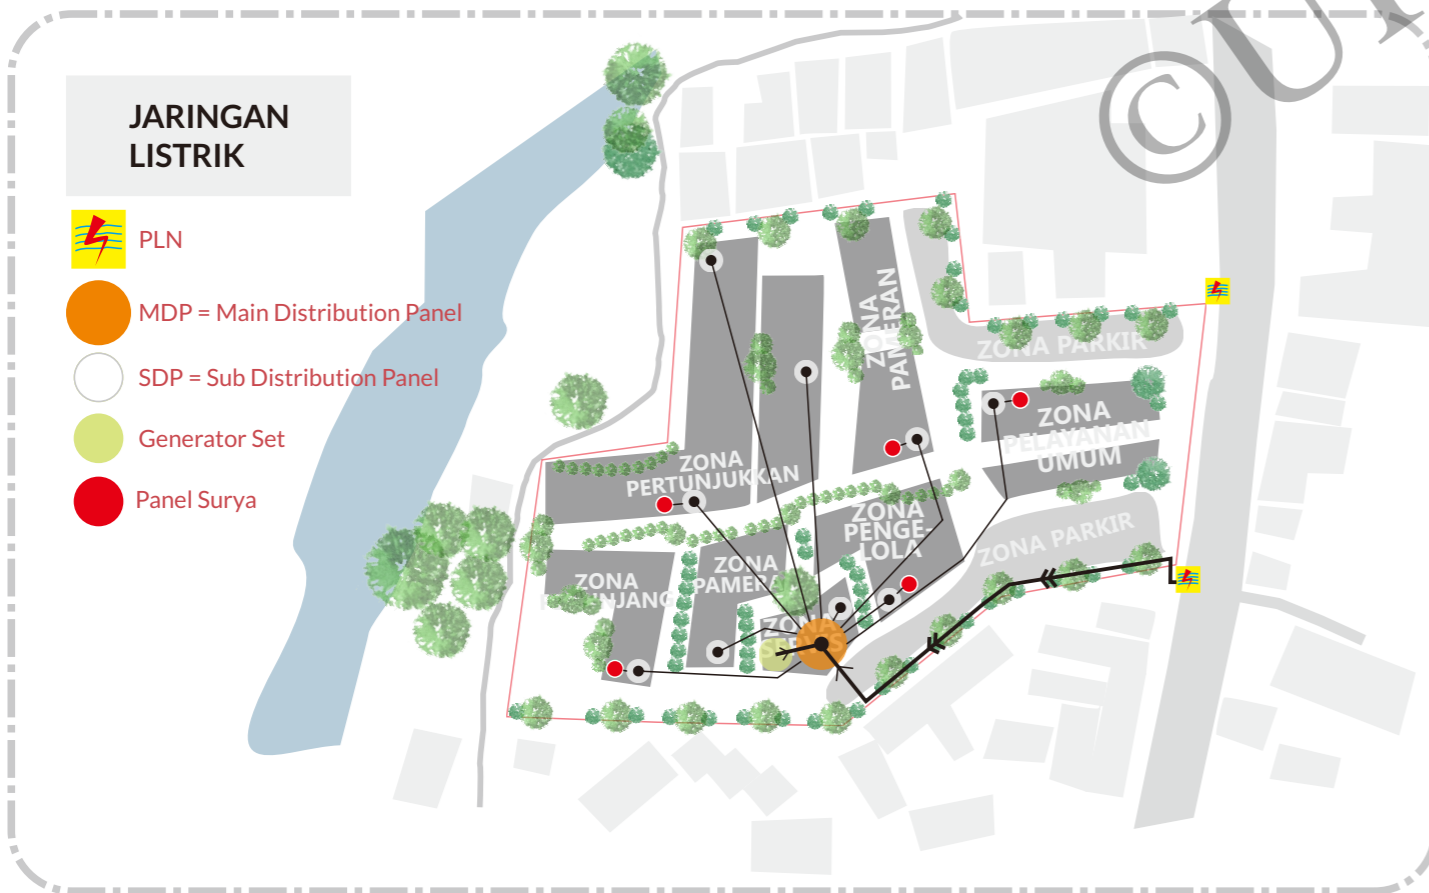 JARINGAN
LISTRIK
PLN
MDP = Main Distribution Panel
SDP = Sub Distribution Panel
Generator Set
Panel Surya
©
ZONA
PAMERAN
ZONA PARKIR
ZONA
PELAYANAN
UMUM
ZONA
PERTUNJUKKAN
ZONA
PENGE-
LOLA
ZONA PARKIR
ZONA
ZONA
ZONA